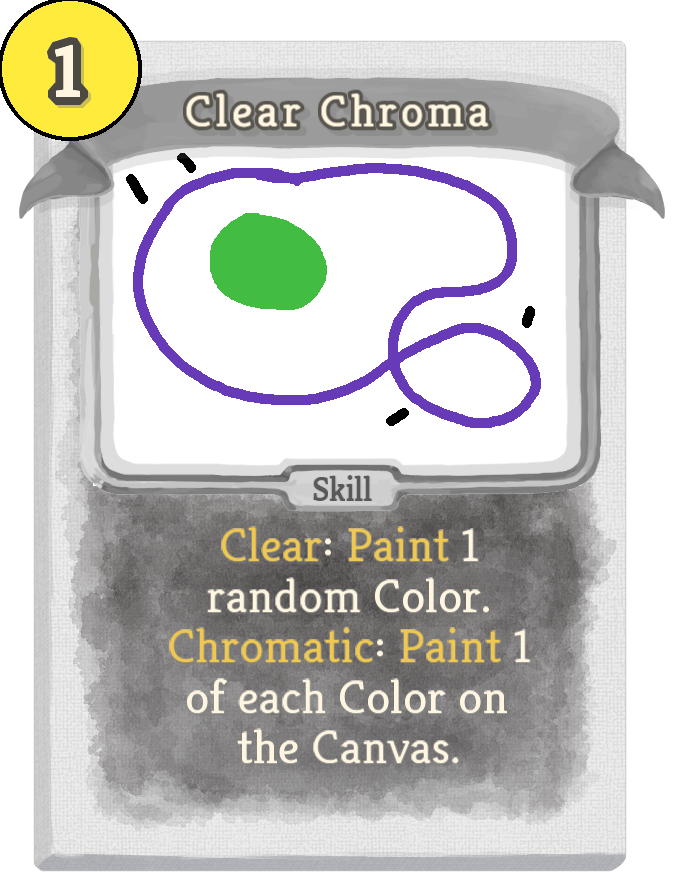 1
Clear Chroma
Skill
Clear: Paint 1
random Color.
Chromatic: Paint 1
of each Color on
the Canvas.